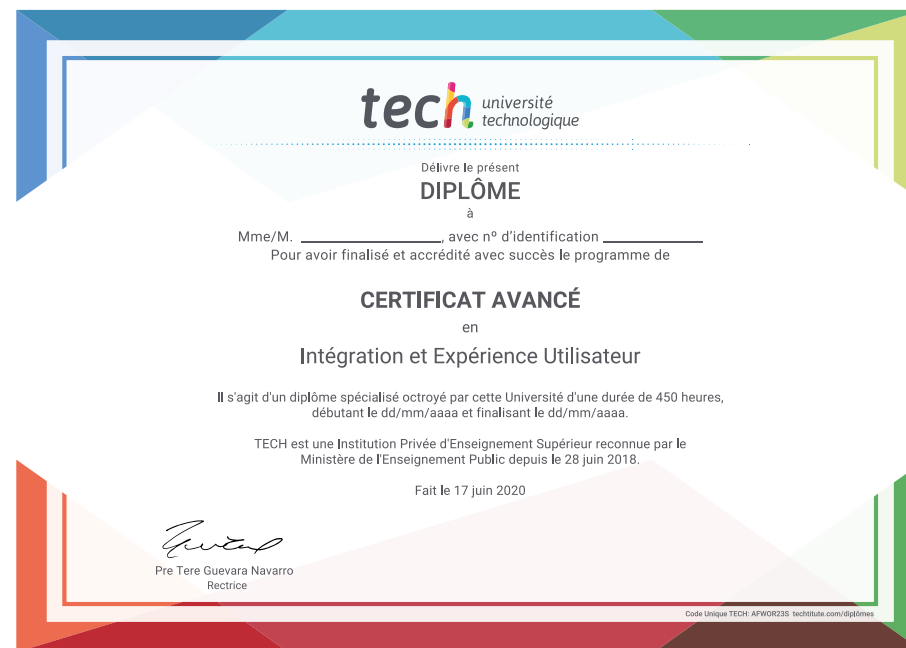 tech université
technologique
Délivre le présent
DIPLÔME
à
Mme/M. , avec nº d'identification
Pour avoir finalisé et accrédité avec succès le programme de
CERTIFICAT AVANCÉ
en
Intégration et Expérience Utilisateur
Il s'agit d'un diplôme spécialisé octroyé par cette Université d'une durée de 450 heures,
débutant le dd/mm/aaaa et finalisant le dd/mm/aaaa.
TECH est une Institution Privée d'Enseignement Supérieur reconnue par le
Ministère de l'Enseignement Public depuis le 28 juin 2018.
Fait le 17 juin 2020
Pre Tere Guevara Navarro
Rectrice
Code Unique TECH: AFWOR23S techtitute.com/diplômes